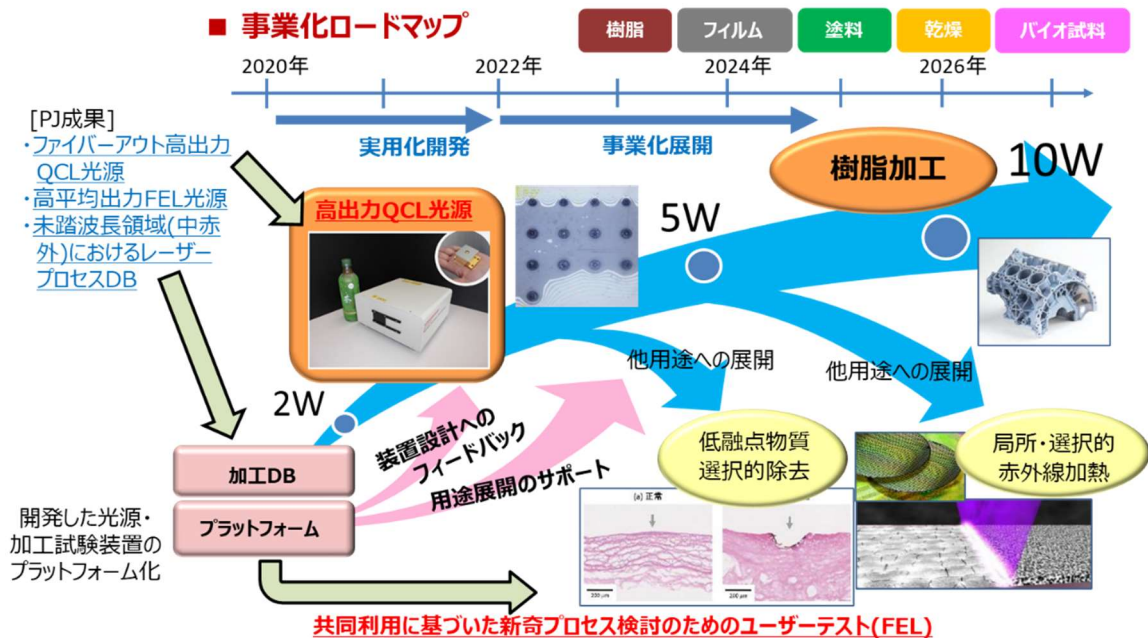 ■ 事業化ロードマップ
樹脂
フィルム
塗料
乾燥
バイオ試料
2020年
2022年
2024年
2026年
[PJ成果]
・ファイバーアウト高出力
QCL光源
・高平均出力FEL光源
・未踏波長領域(中赤
外)におけるレーザー
プロセスDB
実用化開発
事業化展開
高出力QCL光源
樹脂加工
10W
5W
2W
他用途への展開
他用途への展開
装置設計への
フィードバック
用途展開のサポート
低融点物質
選択的除去
局所・選択的
赤外線加熱
加工DB
プラットフォーム
開発した光源・
加工試験装置の
プラットフォーム化
(a) 正常
200 μm
200 μm
共同利用に基づいた新奇プロセス検討のためのユーザーテスト(FEL)